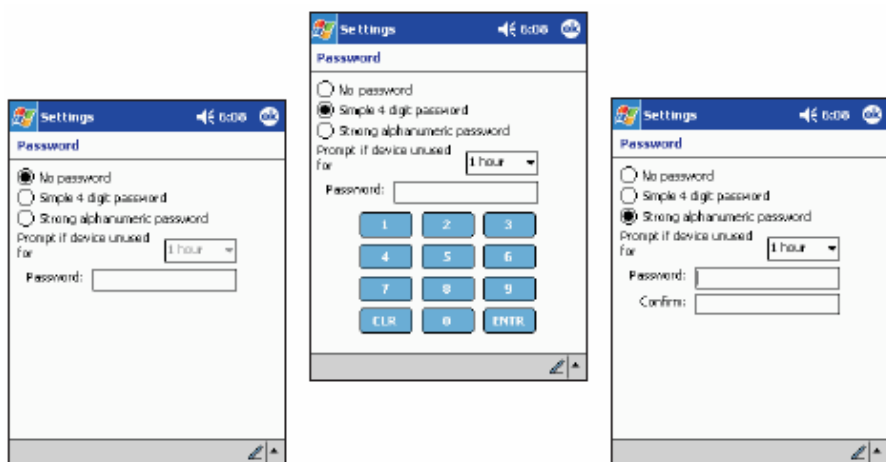 Settings 6:08 ok
Password
No password
Simple 4 digit password
Strong alphanumeric password
Prompt if device unused
for 1 hour
Password:
Settings 6:08 ok
Password
No password
Simple 4 digit password
Strong alphanumeric password
Prompt if device unused
for 1 hour
Password:
1 2 3
4 5 6
7 8 9
CLR 0 ENTR
Settings 6:08 ok
Password
No password
Simple 4 digit password
Strong alphanumeric password
Prompt if device unused
for 1 hour
Password:
Confirm: